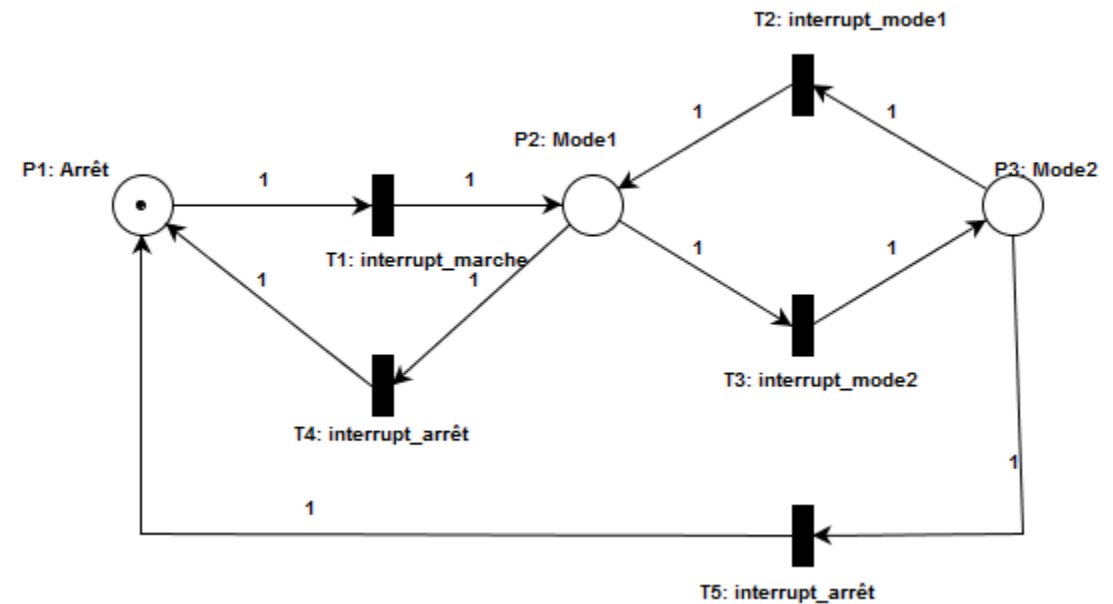 T2: interrupt_mode1
1
1
P2: Mode1
P1: Arrêt
P3: Mode2
1
1
T1: interrupt_marche
1
1
1
1
T3: interrupt_mode2
T4: interrupt_arrêt
1
1
T5: interrupt_arrêt